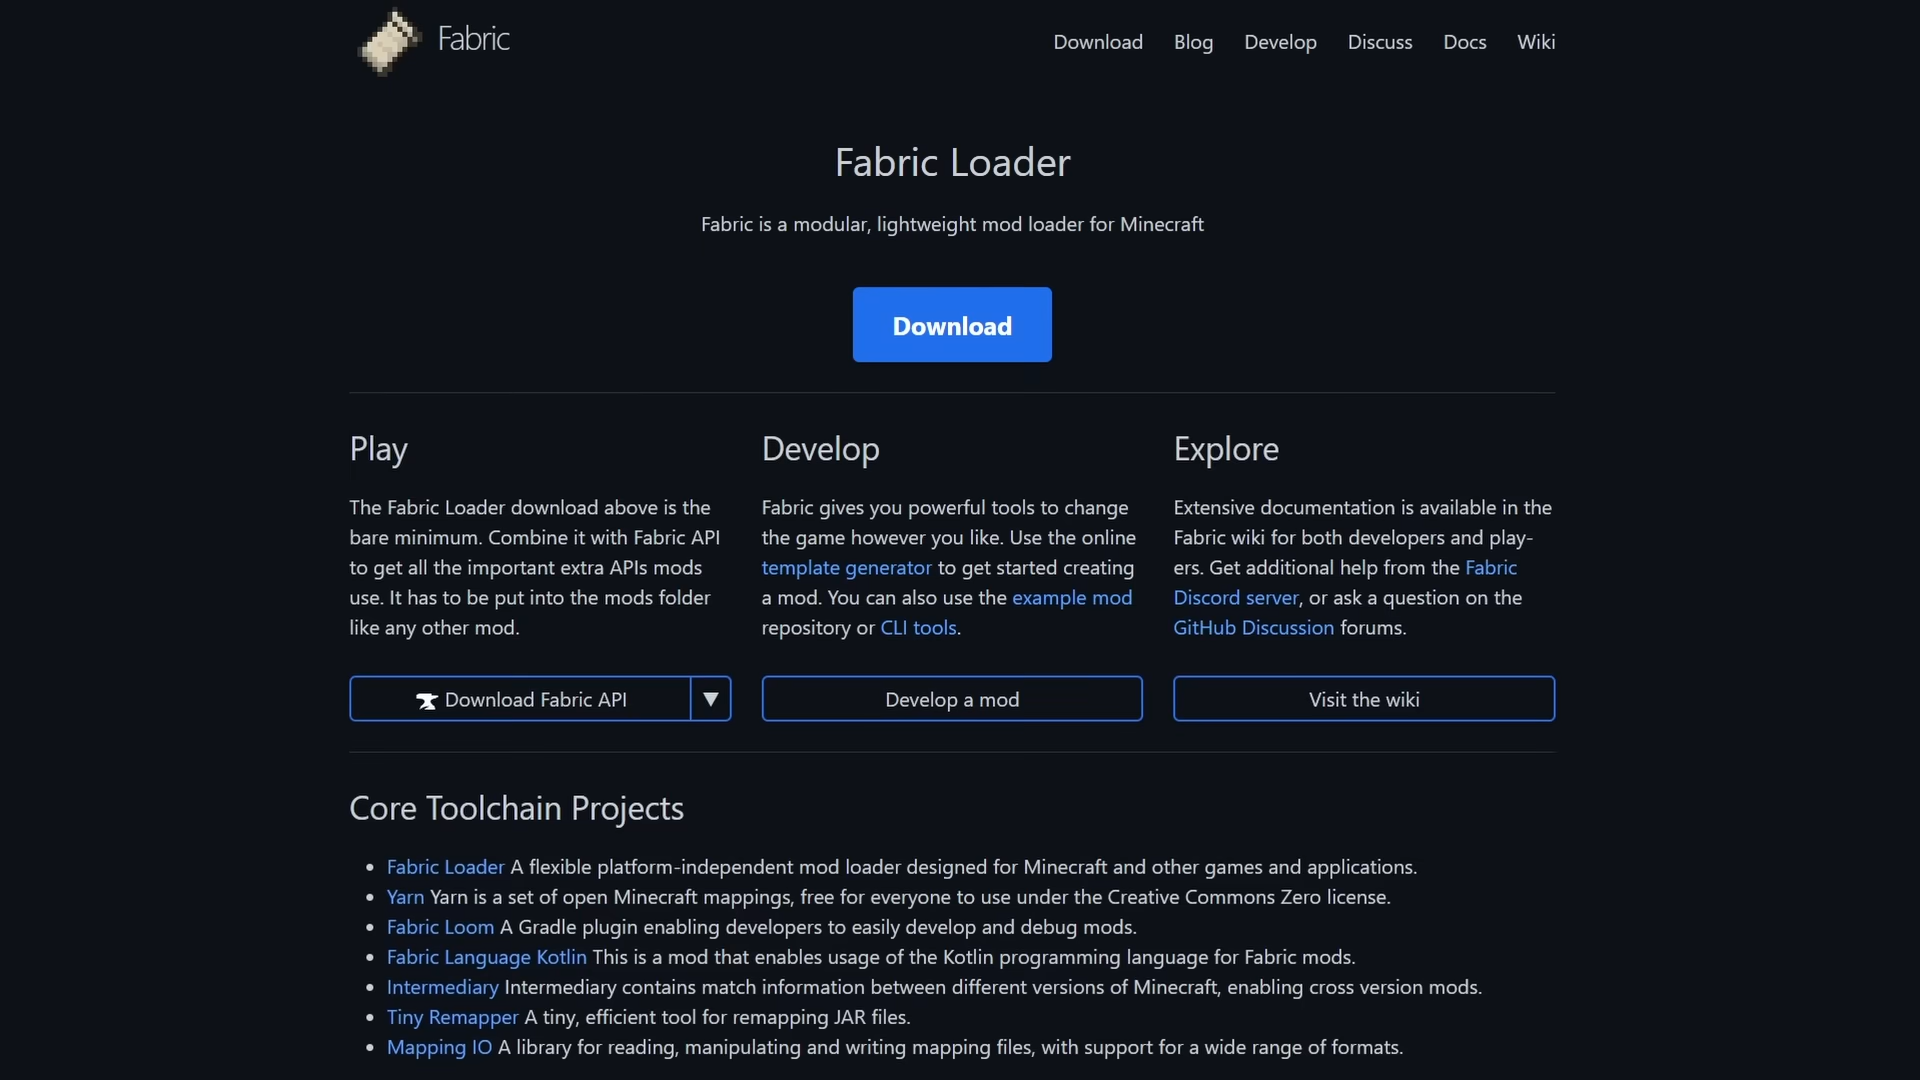 Fabric
Download Blog Develop Discuss Docs Wiki
Fabric Loader
Fabric is a modular, lightweight mod loader for Minecraft
Download
Play
The Fabric Loader download above is the
bare minimum. Combine it with Fabric API
to get all the important extra APIs mods
use. It has to be put into the mods folder
like any other mod.
Download Fabric API ▼
Develop
Fabric gives you powerful tools to change
the game however you like. Use the online
template generator to get started creating
a mod. You can also use the example mod
repository or CLI tools.
Develop a mod
Explore
Extensive documentation is available in the
Fabric wiki for both developers and play-
ers. Get additional help from the Fabric
Discord server, or ask a question on the
GitHub Discussion forums.
Visit the wiki
Core Toolchain Projects
• Fabric Loader A flexible platform-independent mod loader designed for Minecraft and other games and applications.
• Yarn Yarn is a set of open Minecraft mappings, free for everyone to use under the Creative Commons Zero license.
• Fabric Loom A Gradle plugin enabling developers to easily develop and debug mods.
• Fabric Language Kotlin This is a mod that enables usage of the Kotlin programming language for Fabric mods.
• Intermediary Intermediary contains match information between different versions of Minecraft, enabling cross version mods.
• Tiny Remapper A tiny, efficient tool for remapping JAR files.
• Mapping IO A library for reading, manipulating and writing mapping files, with support for a wide range of formats.